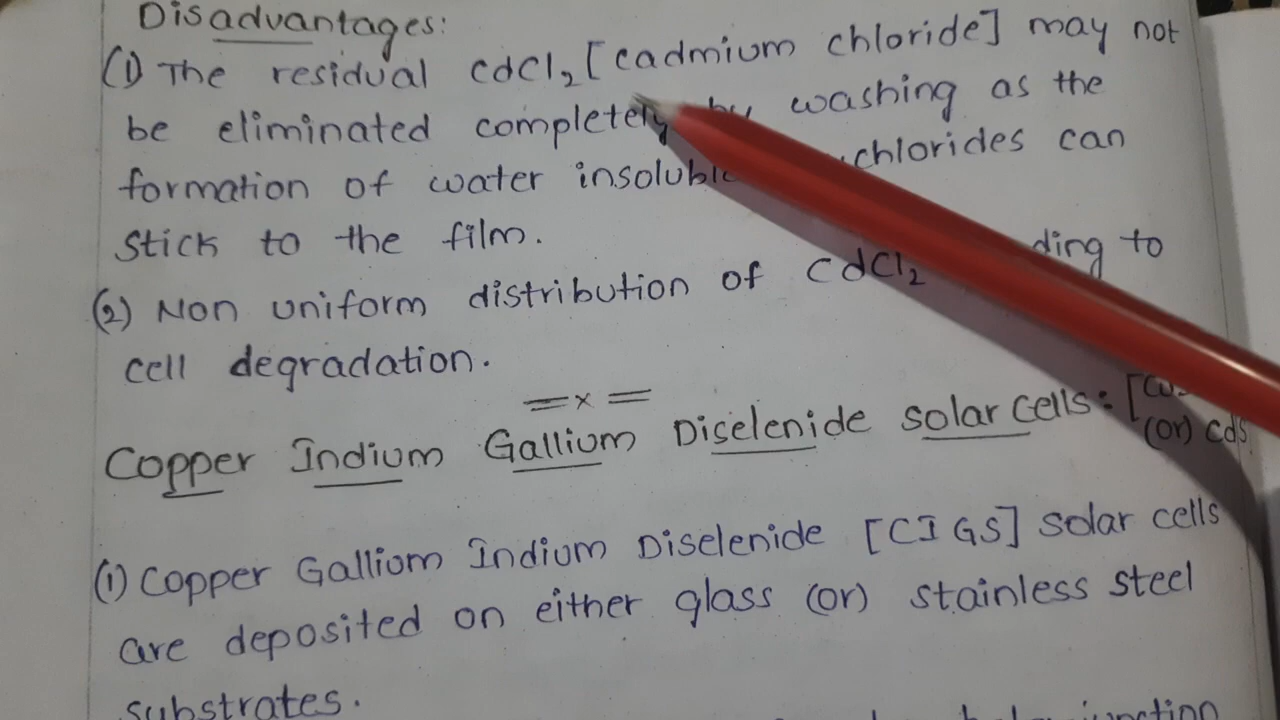 Disadvantages:
(1) The residual CdCl₂ [cadmium chloride] may not
be eliminated completely by washing as the
formation of water chlorides can
stick to the film.
(2) Non uniform distribution of CdCl₂
to
cell degradation.
=x=
Copper Indium Gallium Diselenide solar cells: [
(or) cds
(1) Copper Gallium Indium Diselenide [CIGS] solar cells
are deposited on either glass (or) stainless steel
substrates.
junction